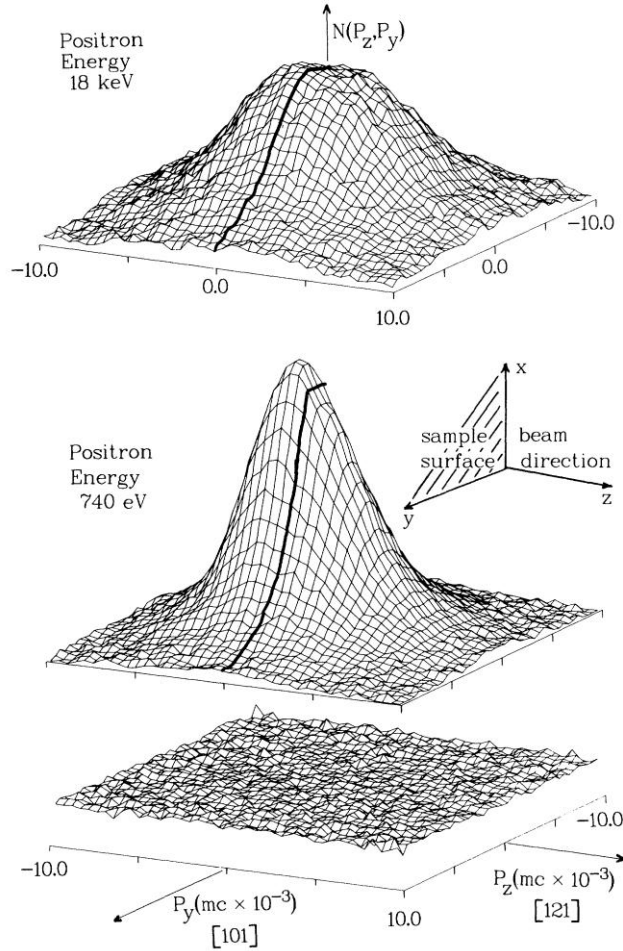 N(P_z,P_y)
Positron
Energy
18 keV
-10.0
0.0
10.0
0.0
-10.0
Positron
Energy
740 eV
x
sample beam
surface direction
y
z
-10.0
P_y(mc × 10^-3)
[101]
10.0
P_z(mc × 10^-3)
[121]
-10.0